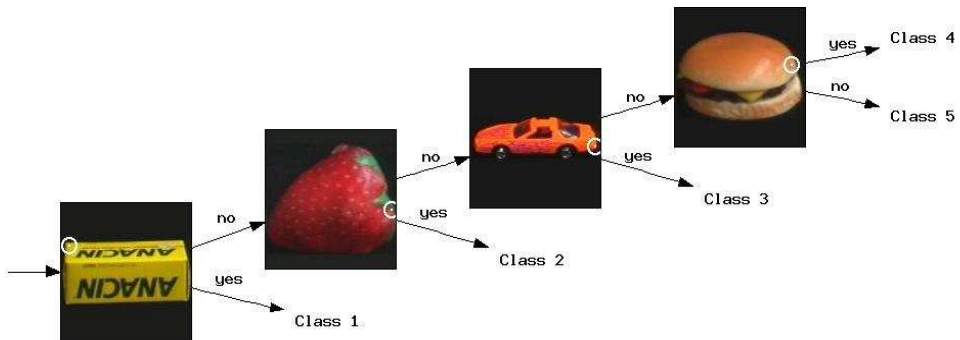 yes
Class 4
no
no
Class 5
no
yes
Class 3
no
yes
Class 2
ANACIN
ANACIN
yes
Class 1